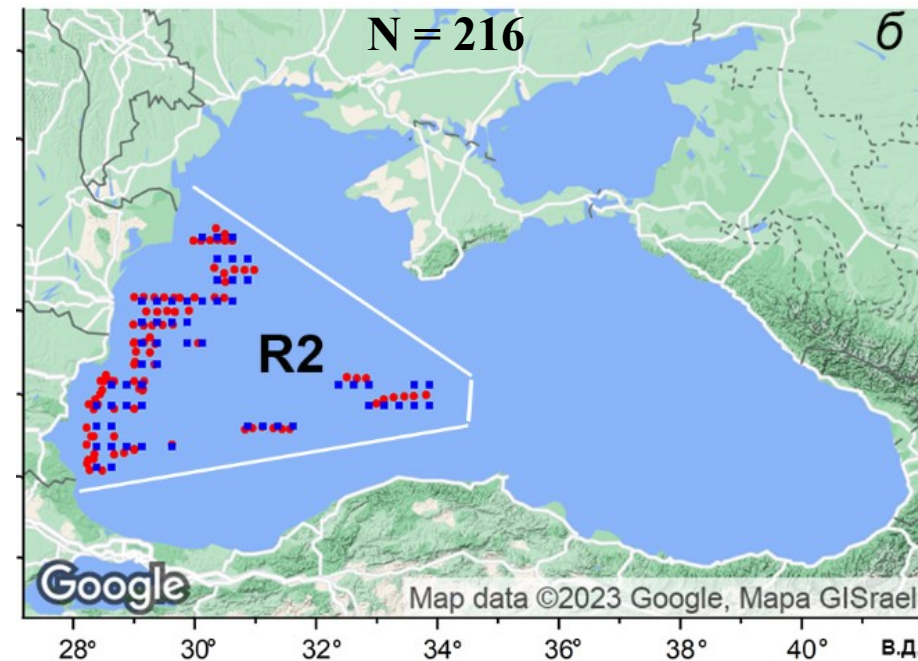 N = 216
б
R2
Google
Map data ©2023 Google, Mapa GISrael
28° 30° 32° 34° 36° 38° 40° в.д.